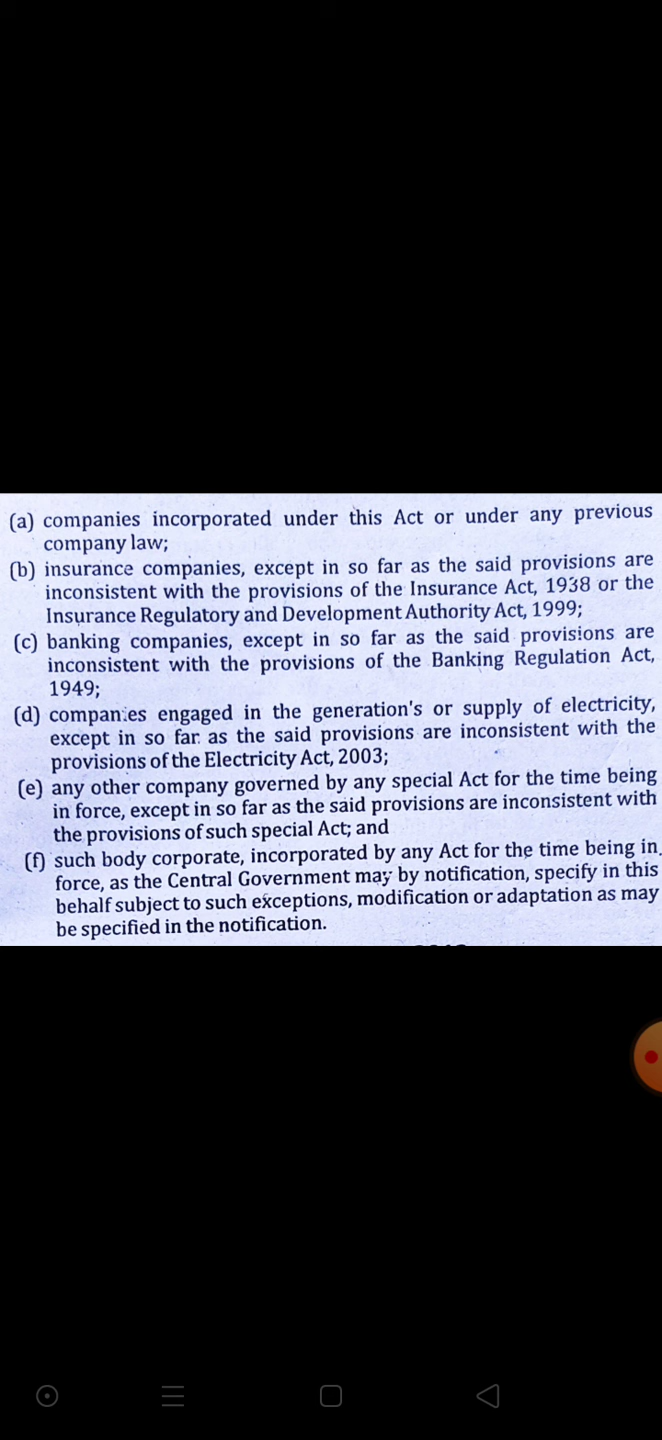 (a) companies incorporated under this Act or under any previous
company law;
(b) insurance companies, except in so far as the said provisions are
inconsistent with the provisions of the Insurance Act, 1938 or the
Insurance Regulatory and Development Authority Act, 1999;
(c) banking companies, except in so far as the said provisions are
inconsistent with the provisions of the Banking Regulation Act,
1949;
(d) companies engaged in the generation's or supply of electricity,
except in so far as the said provisions are inconsistent with the
provisions of the Electricity Act, 2003;
(e) any other company governed by any special Act for the time being
in force, except in so far as the said provisions are inconsistent with
the provisions of such special Act; and
(f) such body corporate, incorporated by any Act for the time being in
force, as the Central Government may by notification, specify in this
behalf subject to such exceptions, modification or adaptation as may
be specified in the notification.